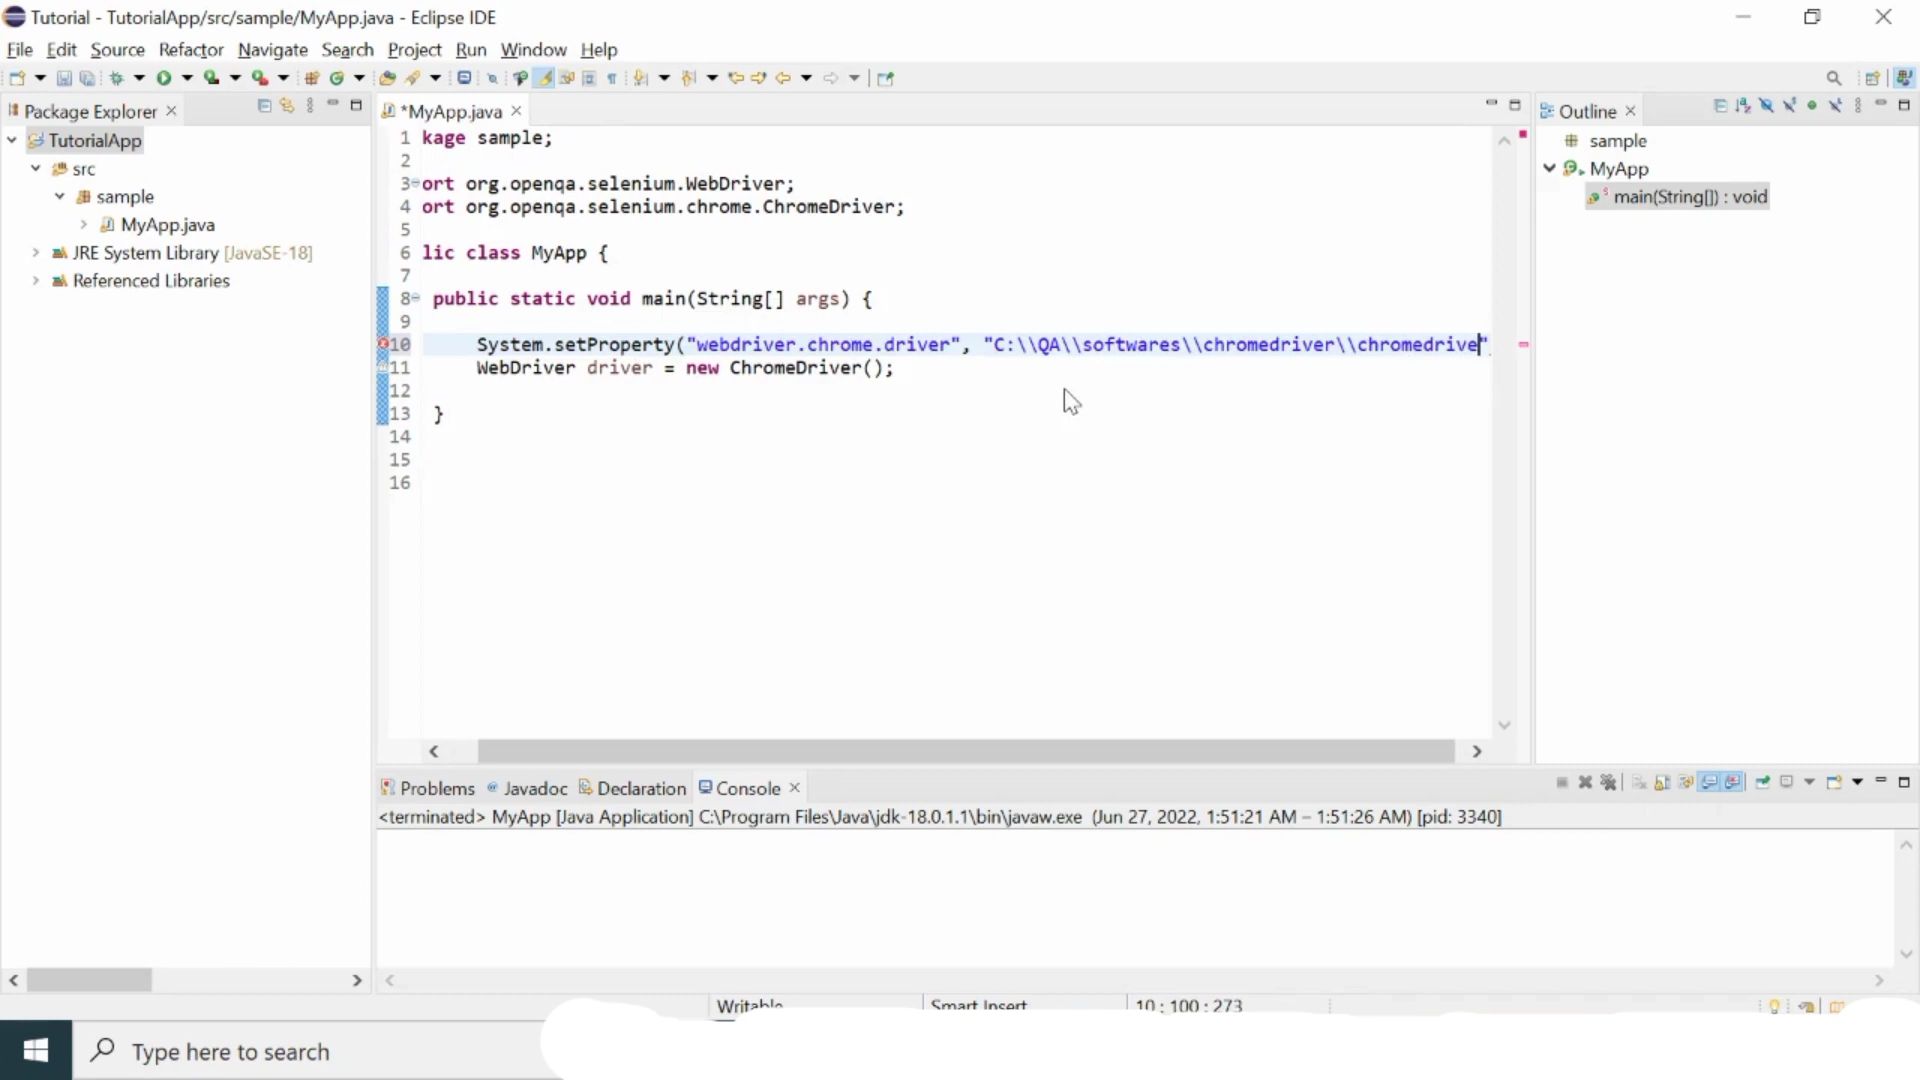 Tutorial - TutorialApp/src/sample/MyApp.java - Eclipse IDE
File Edit Source Refactor Navigate Search Project Run Window Help
Package Explorer
TutorialApp
src
sample
MyApp.java
JRE System Library [JavaSE-18]
Referenced Libraries
*MyApp.java
1 kage sample;
2
3 ort org.openqa.selenium.WebDriver;
4 ort org.openqa.selenium.chrome.ChromeDriver;
5
6 lic class MyApp {
7
8 public static void main(String[] args) {
9
10 System.setProperty("webdriver.chrome.driver", "C:\\QA\\softwares\\chromedriver\\chromedrive"
11 WebDriver driver = new ChromeDriver();
12
13 }
14
15
16
Outline
sample
MyApp
main(String[]) : void
Problems Javadoc Declaration Console
<terminated> MyApp [Java Application] C:\Program Files\Java\jdk-18.0.1.1\bin\javaw.exe (Jun 27, 2022, 1:51:21 AM – 1:51:26 AM) [pid: 3340]
Writable Smart Insert 10 : 100 : 273
Type here to search